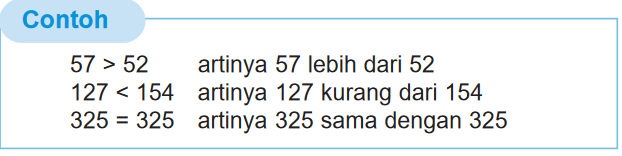 Contoh
57 > 52 artinya 57 lebih dari 52
127 < 154 artinya 127 kurang dari 154
325 = 325 artinya 325 sama dengan 325